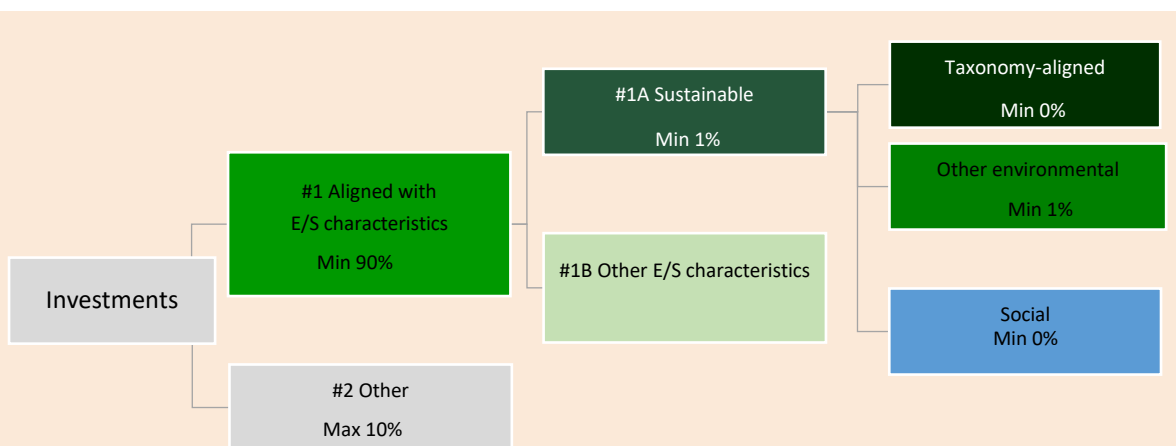 Investments
#1 Aligned with
E/S characteristics
Min 90%
#2 Other
Max 10%
#1A Sustainable
Min 1%
#1B Other E/S characteristics
Taxonomy-aligned
Min 0%
Other environmental
Min 1%
Social
Min 0%